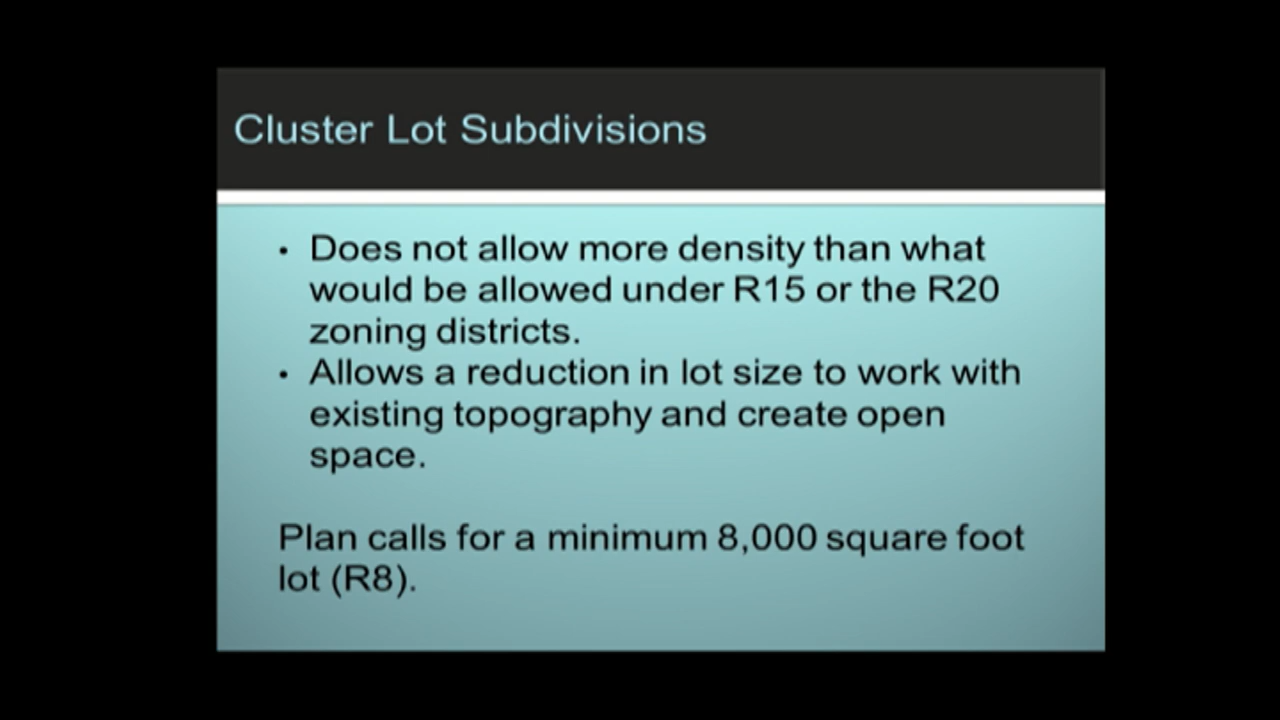 Cluster Lot Subdivisions
• Does not allow more density than what
would be allowed under R15 or the R20
zoning districts.
• Allows a reduction in lot size to work with
existing topography and create open
space.
Plan calls for a minimum 8,000 square foot
lot (R8).